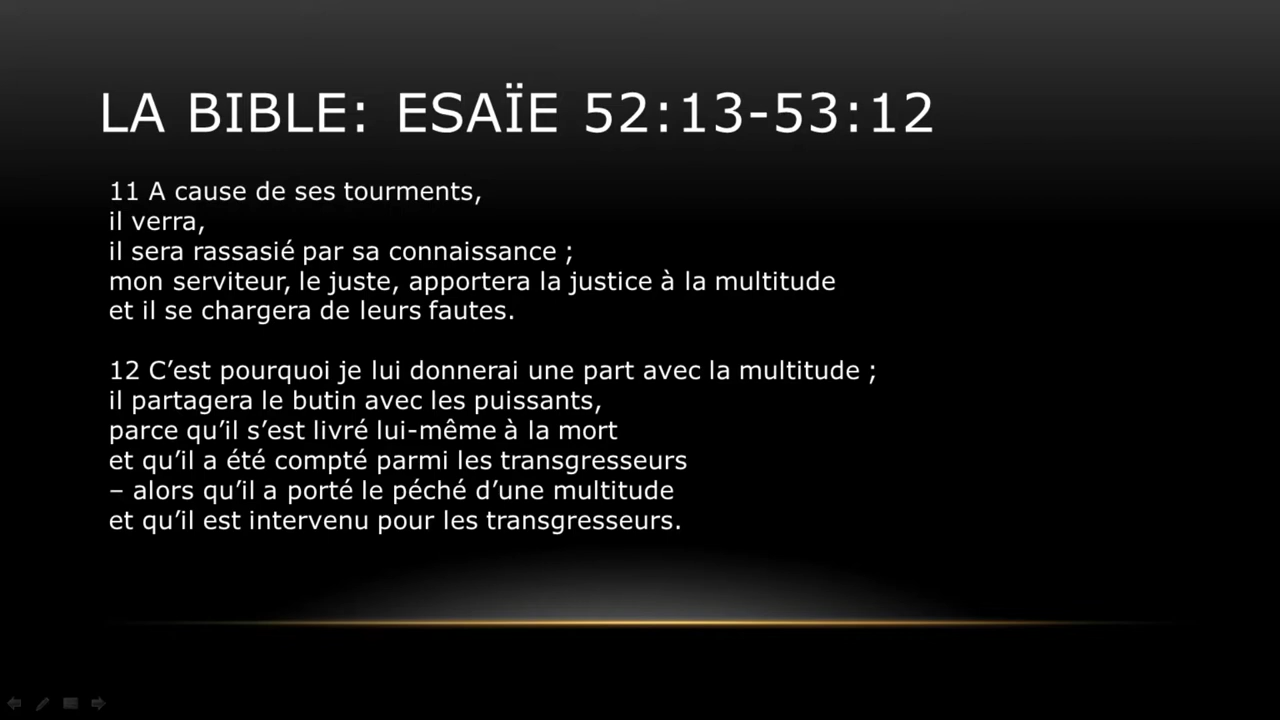 LA BIBLE: ESAÏE 52:13-53:12
11 A cause de ses tourments,
il verra,
il sera rassasié par sa connaissance ;
mon serviteur, le juste, apportera la justice à la multitude
et il se chargera de leurs fautes.
12 C’est pourquoi je lui donnerai une part avec la multitude ;
il partagera le butin avec les puissants,
parce qu’il s’est livré lui-même à la mort
et qu’il a été compté parmi les transgresseurs
– alors qu’il a porté le péché d’une multitude
et qu’il est intervenu pour les transgresseurs.